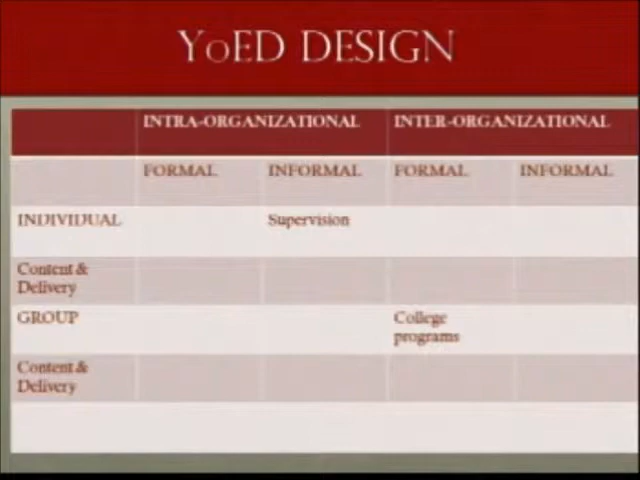 YoED DESIGN
INTRA-ORGANIZATIONAL INTER-ORGANIZATIONAL
FORMAL INFORMAL FORMAL INFORMAL
INDIVIDUAL Supervision
Content &
Delivery
GROUP College
programs
Content &
Delivery